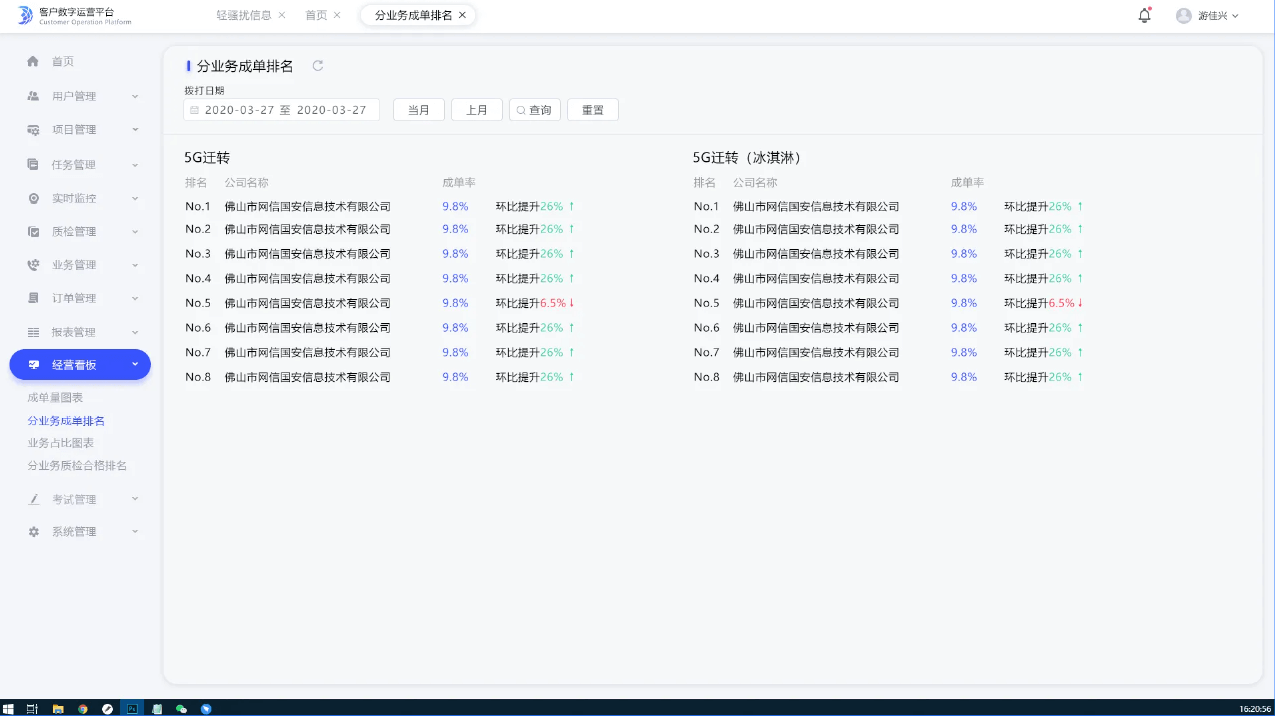 客户数字运营平台
Customer Operation Platform
轻骚扰信息 × 首页 × 分业务成单排名 ×
游佳兴
首页
用户管理
项目管理
任务管理
实时监控
质检管理
业务管理
订单管理
报表管理
经营看板
成单量图表
分业务成单排名
业务占比图表
分业务质检合格排名
考试管理
系统管理
分业务成单排名
拨打日期
2020-03-27 至 2020-03-27 当月 上月 查询 重置
5G迁转
排名 公司名称 成单率
No.1 佛山市网信国安信息技术有限公司 9.8% 环比提升26% ↑
No.2 佛山市网信国安信息技术有限公司 9.8% 环比提升26% ↑
No.3 佛山市网信国安信息技术有限公司 9.8% 环比提升26% ↑
No.4 佛山市网信国安信息技术有限公司 9.8% 环比提升26% ↑
No.5 佛山市网信国安信息技术有限公司 9.8% 环比提升6.5% ↓
No.6 佛山市网信国安信息技术有限公司 9.8% 环比提升26% ↑
No.7 佛山市网信国安信息技术有限公司 9.8% 环比提升26% ↑
No.8 佛山市网信国安信息技术有限公司 9.8% 环比提升26% ↑
5G迁转（冰淇淋）
排名 公司名称 成单率
No.1 佛山市网信国安信息技术有限公司 9.8% 环比提升26% ↑
No.2 佛山市网信国安信息技术有限公司 9.8% 环比提升26% ↑
No.3 佛山市网信国安信息技术有限公司 9.8% 环比提升26% ↑
No.4 佛山市网信国安信息技术有限公司 9.8% 环比提升26% ↑
No.5 佛山市网信国安信息技术有限公司 9.8% 环比提升6.5% ↓
No.6 佛山市网信国安信息技术有限公司 9.8% 环比提升26% ↑
No.7 佛山市网信国安信息技术有限公司 9.8% 环比提升26% ↑
No.8 佛山市网信国安信息技术有限公司 9.8% 环比提升26% ↑
Ps
16:20:56